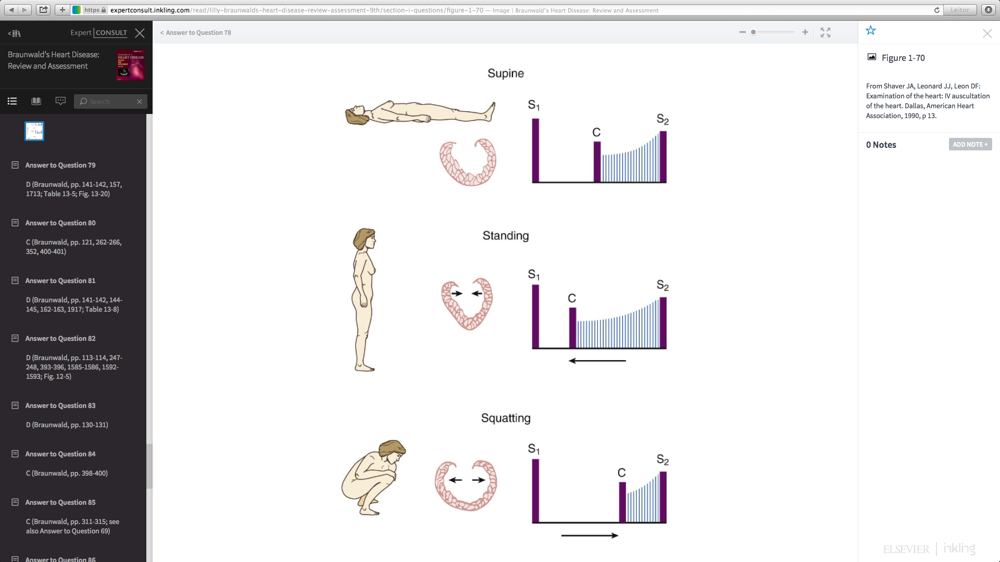 https expertconsult.inkling.com/read/lilly-braunwalds-heart-disease-review-assessment-9th/section-i-questions/figure-1-70 — Image | Braunwald's Heart Disease: Review and Assessment
Leitor
Expert CONSULT
Braunwald's Heart Disease:
Review and Assessment
HEART DISEASE
Search
Answer to Question 79
D (Braunwald, pp. 141-142, 157,
1713; Table 13-5; Fig. 13-20)
Answer to Question 80
C (Braunwald, pp. 121, 262-266,
352, 400-401)
Answer to Question 81
D (Braunwald, pp. 141-142, 144-
145, 162-163, 1917; Table 13-8)
Answer to Question 82
D (Braunwald, pp. 113-114, 247-
248, 393-396, 1585-1586, 1592-
1593; Fig. 12-5)
Answer to Question 83
D (Braunwald, pp. 130-131)
Answer to Question 84
C (Braunwald, pp. 398-400)
Answer to Question 85
C (Braunwald, pp. 311-315; see
also Answer to Question 69)
Answer to Question 86
< Answer to Question 78
Supine
S1
C
S2
Standing
S1
C
S2
Squatting
S1
C
S2
Figure 1-70
From Shaver JA, Leonard JJ, Leon DF:
Examination of the heart: IV auscultation
of the heart. Dallas, American Heart
Association, 1990, p 13.
0 Notes
ADD NOTE +
ELSEVIER | inkling